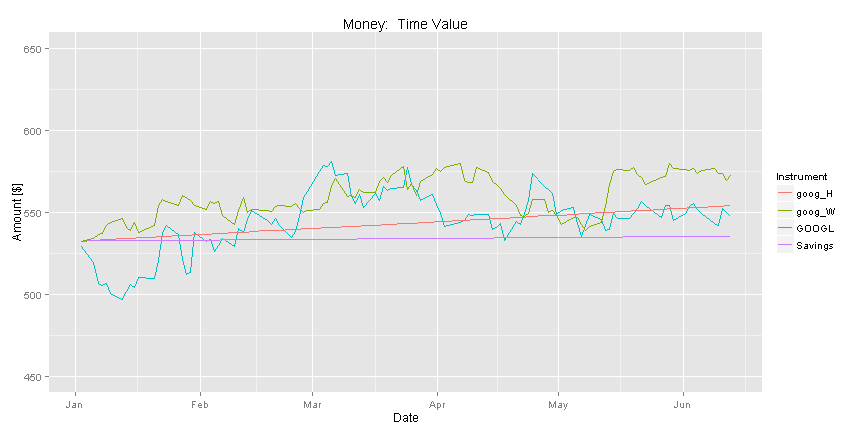 Money:  Time Value
Amount [$]
650
600
550
500
450
Jan Feb Mar Apr May Jun
Date
Instrument
goog_H
goog_W
GOOGL
Savings